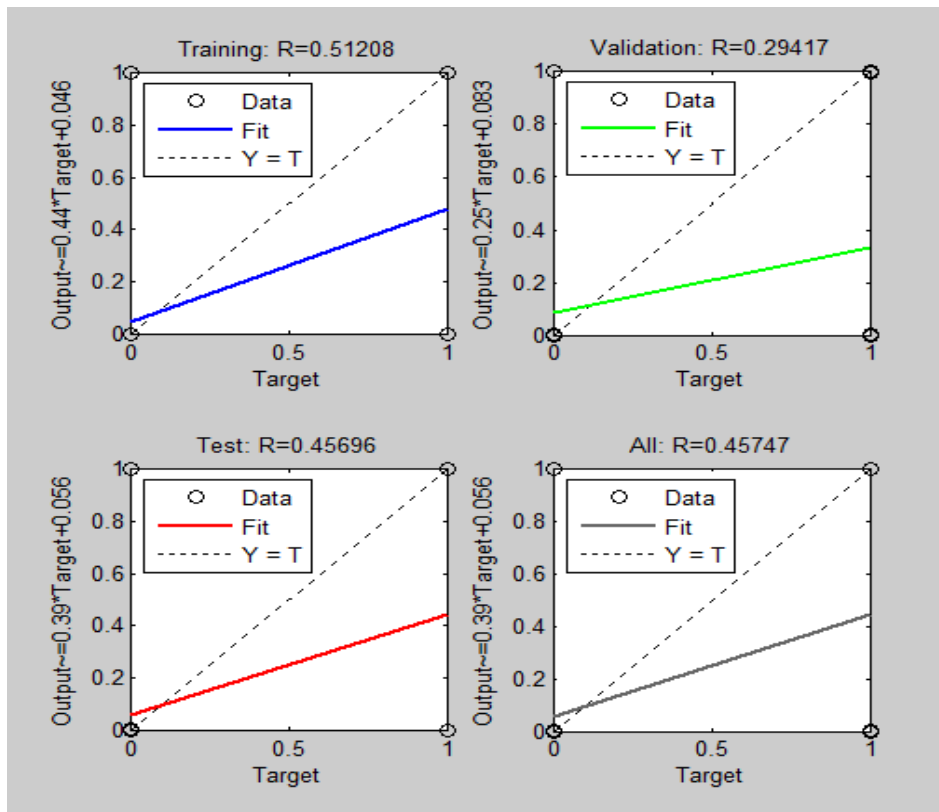 Training: R=0.51208
Output~=0.44*Target+0.046
1
0.8
0.6
0.4
0.2
0
Data
Fit
Y = T
0 0.5 1
Target
Validation: R=0.29417
Output~=0.25*Target+0.083
1
0.8
0.6
0.4
0.2
0
Data
Fit
Y = T
0 0.5 1
Target
Test: R=0.45696
Output~=0.39*Target+0.056
1
0.8
0.6
0.4
0.2
0
Data
Fit
Y = T
0 0.5 1
Target
All: R=0.45747
Output~=0.39*Target+0.056
1
0.8
0.6
0.4
0.2
0
Data
Fit
Y = T
0 0.5 1
Target